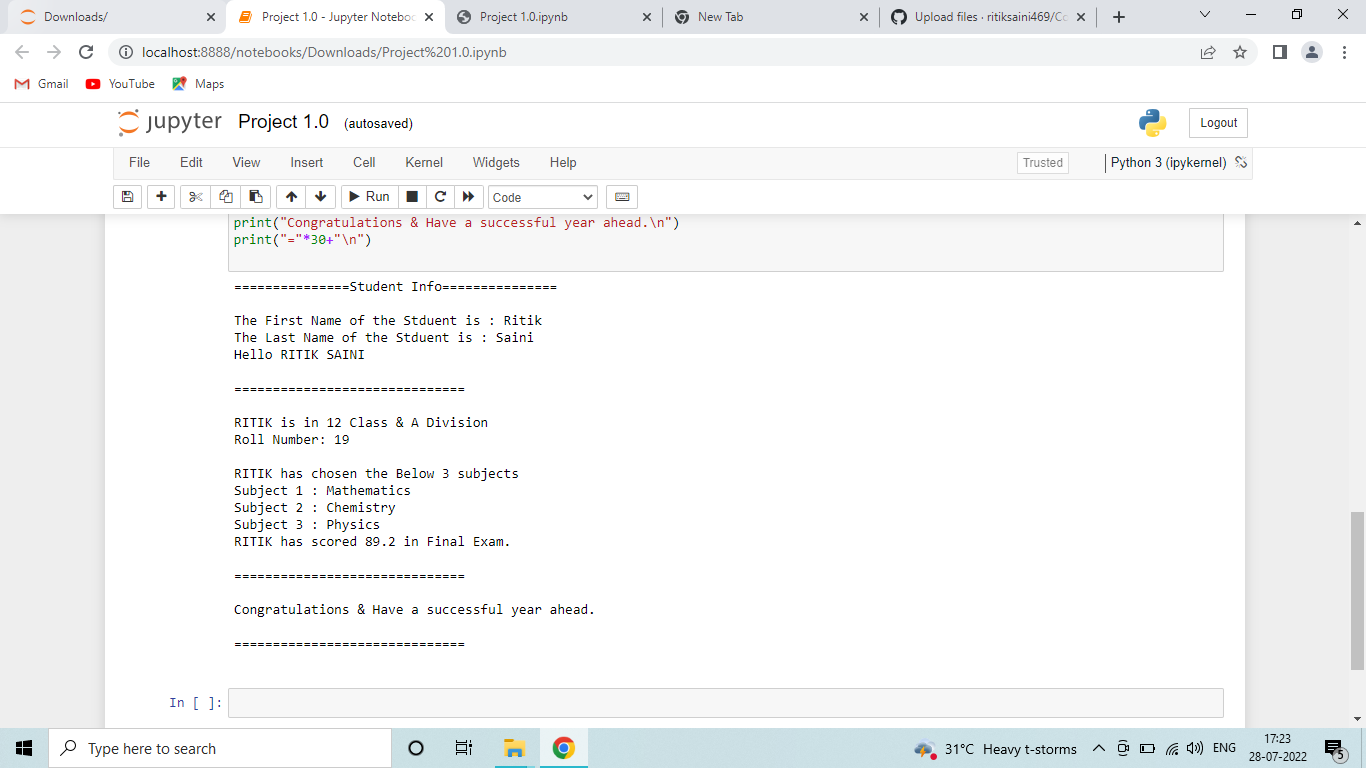 Downloads/
Project 1.0 - Jupyter Noteboo
Project 1.0.ipynb
New Tab
Upload files · ritiksaini469/Co
localhost:8888/notebooks/Downloads/Project%201.0.ipynb
Gmail
YouTube
Maps
jupyter Project 1.0 (autosaved)
Logout
File Edit View Insert Cell Kernel Widgets Help
Trusted
Python 3 (ipykernel)
Run
Code
print("Congratulations & Have a successful year ahead.\n")
print("="*30+"\n")
===============Student Info===============
The First Name of the Stduent is : Ritik
The Last Name of the Stduent is : Saini
Hello RITIK SAINI
==============================
RITIK is in 12 Class & A Division
Roll Number: 19
RITIK has chosen the Below 3 subjects
Subject 1 : Mathematics
Subject 2 : Chemistry
Subject 3 : Physics
RITIK has scored 89.2 in Final Exam.
==============================
Congratulations & Have a successful year ahead.
==============================
In [ ]:
Type here to search
31°C Heavy t-storms
ENG
17:23
28-07-2022
5